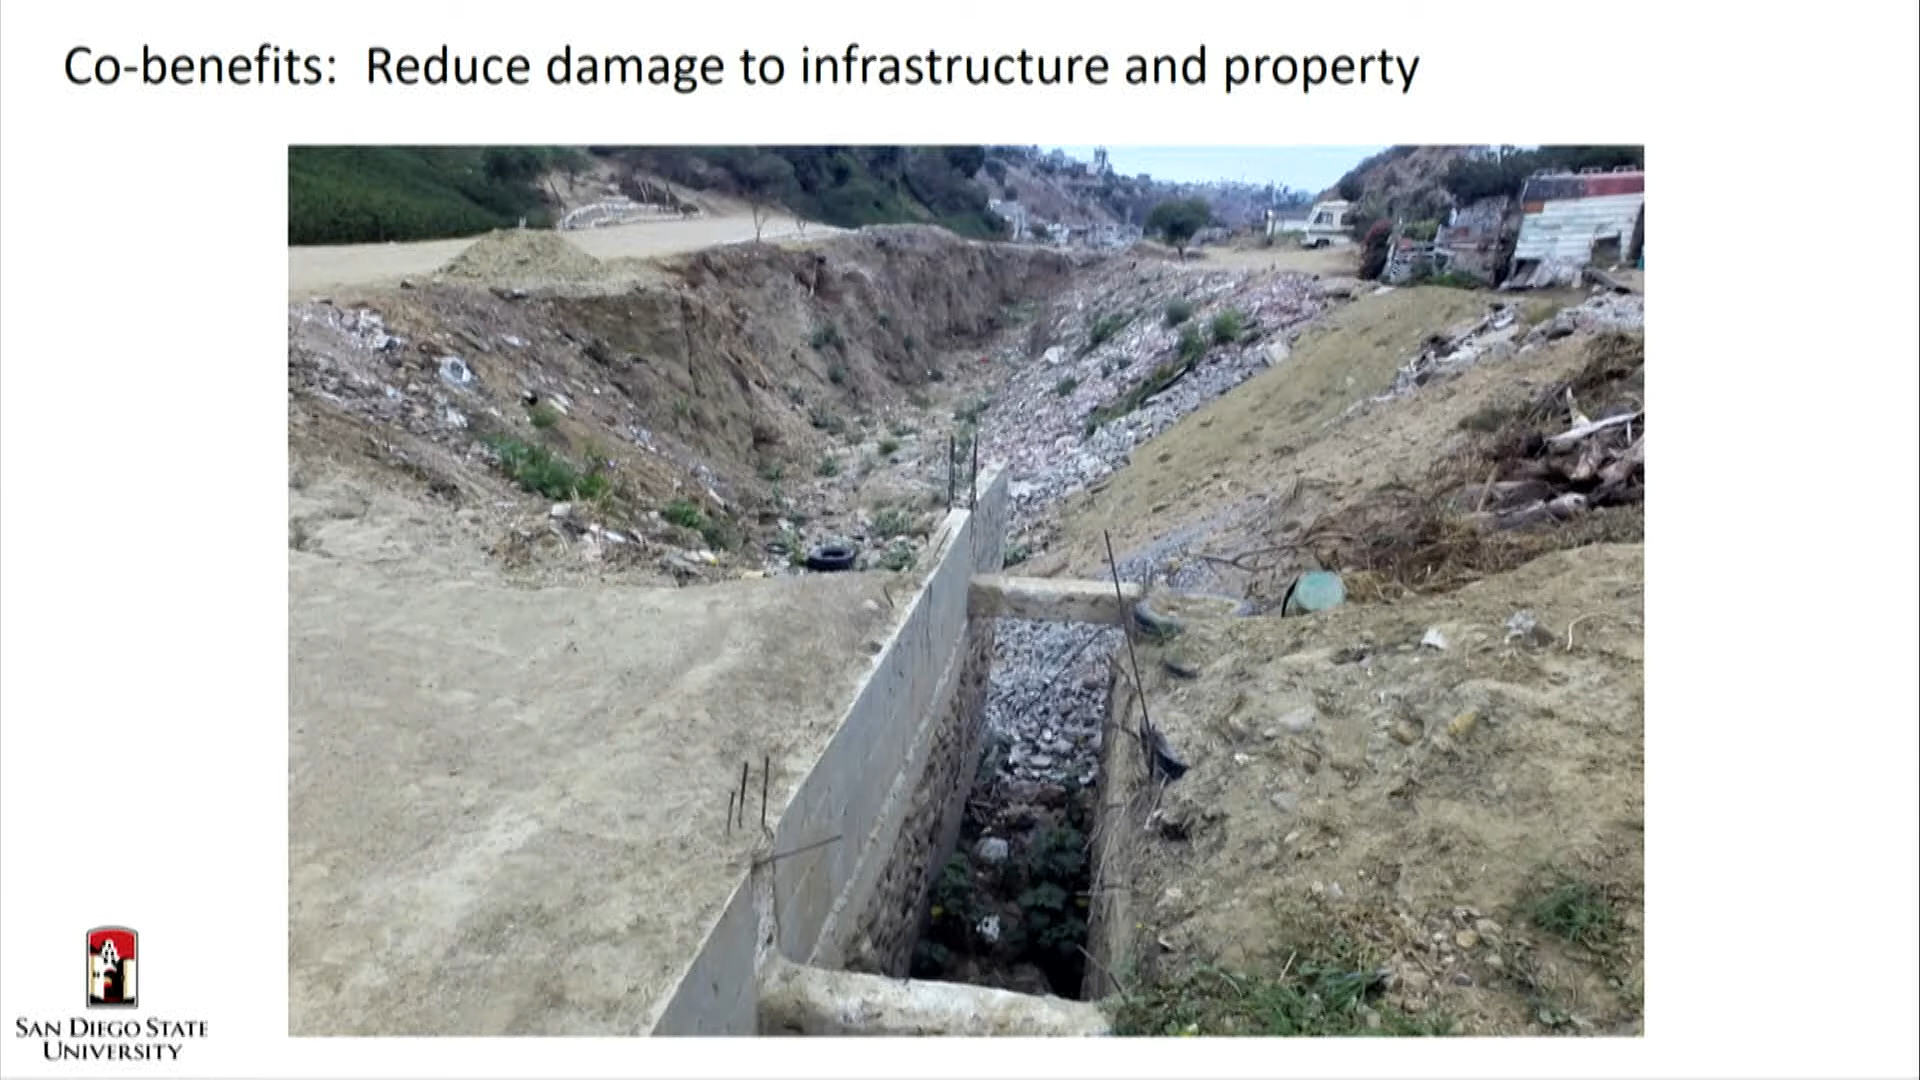 Co-benefits: Reduce damage to infrastructure and property
SAN DIEGO STATE
UNIVERSITY